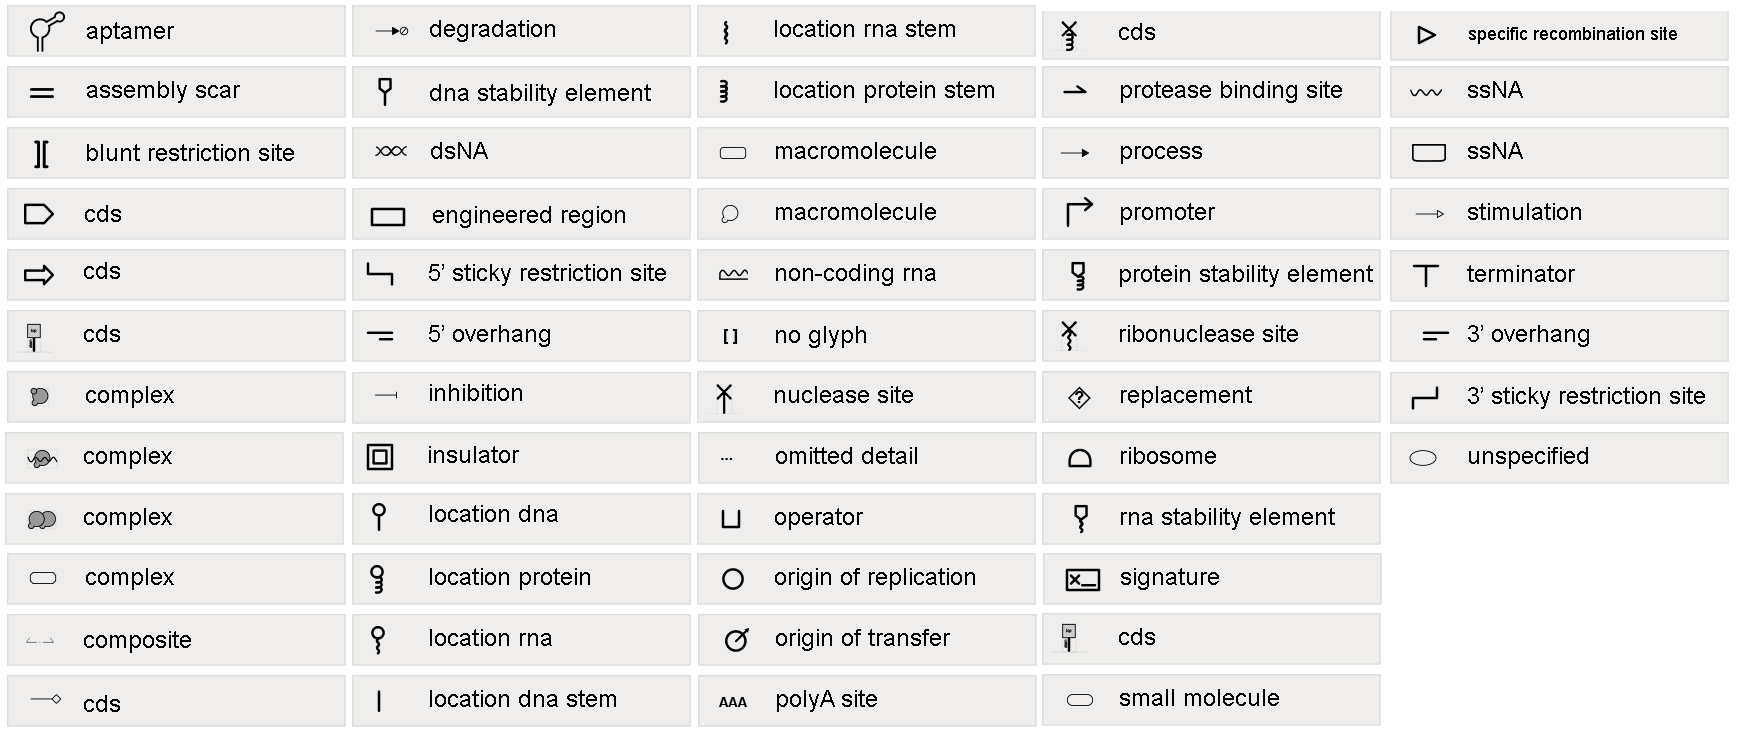 aptamer
assembly scar
blunt restriction site
cds
cds
cds
complex
complex
complex
complex
composite
cds
degradation
dna stability element
dsNA
engineered region
5’ sticky restriction site
5’ overhang
inhibition
insulator
location dna
location protein
location rna
location dna stem
location rna stem
location protein stem
macromolecule
macromolecule
non-coding rna
[ ] no glyph
nuclease site
... omitted detail
operator
origin of replication
origin of transfer
AAA polyA site
cds
protease binding site
process
promoter
protein stability element
ribonuclease site
? replacement
ribosome
rna stability element
x_ signature
cds
small molecule
specific recombination site
ssNA
ssNA
stimulation
terminator
3’ overhang
3’ sticky restriction site
unspecified